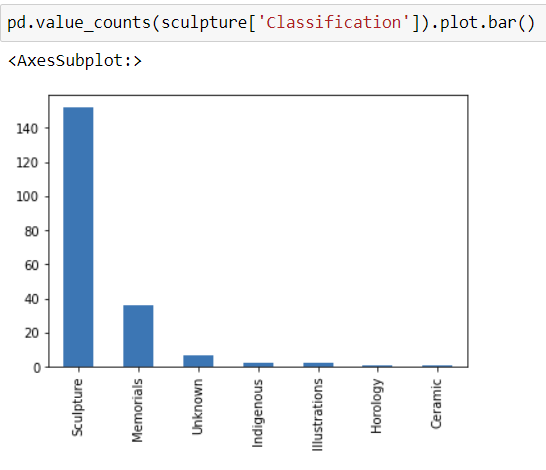 pd.value_counts(sculpture['Classification']).plot.bar()
<AxesSubplot:>
140
120
100
80
60
40
20
0
Sculpture
Memorials
Unknown
Indigenous
Illustrations
Horology
Ceramic